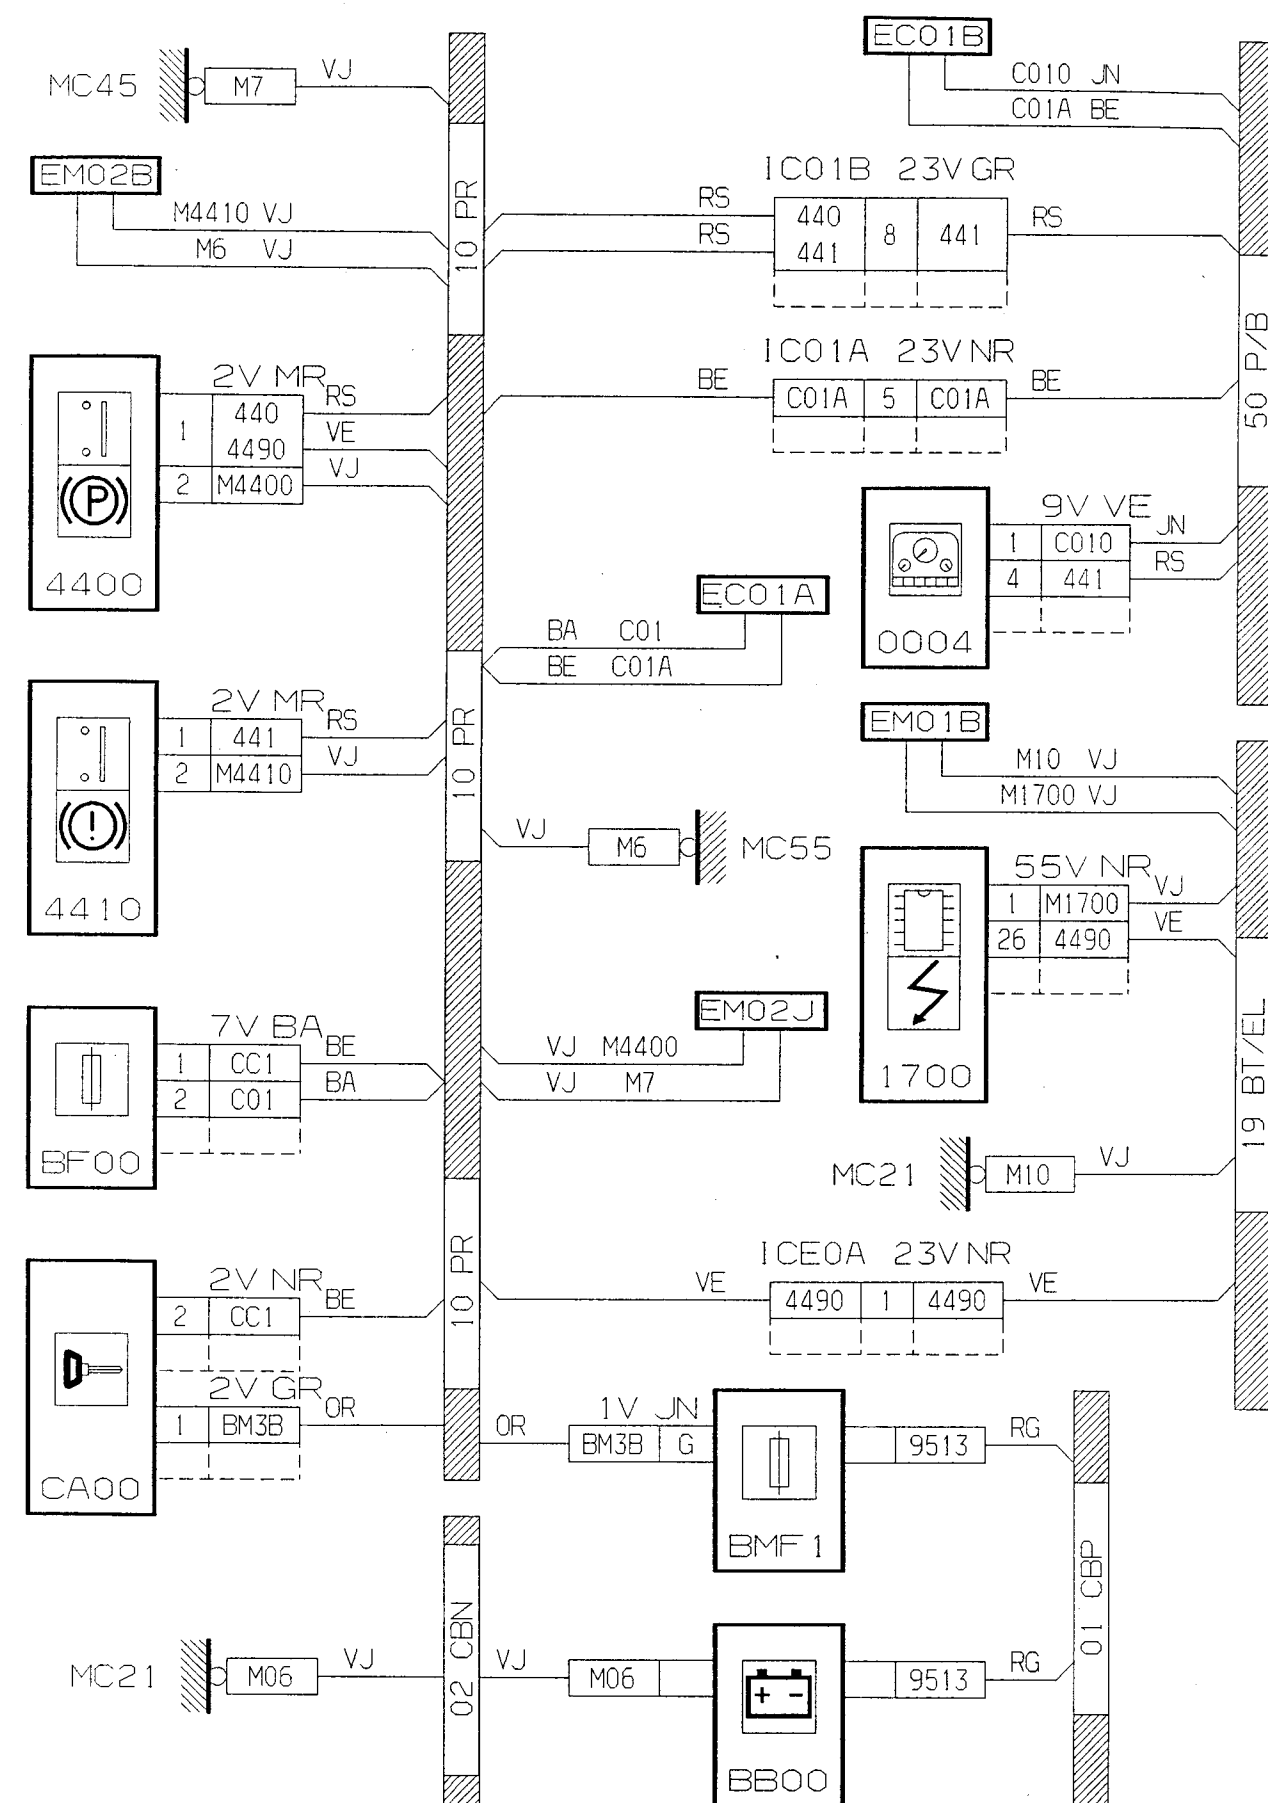 EC01B
MC45 M7 VJ
C010 JN
C01A BE
EM02B
M4410 VJ
M6 VJ
10 PR
IC01B 23V GR
RS 440 8 441 RS
RS 441
50 P/B
IC01A 23V NR
BE C01A 5 C01A BE
2V MR
1 440 RS
4490 VE
2 M4400 VJ
4400
9V VE
1 C010 JN
4 441 RS
0004
EC01A
BA C01
BE C01A
2V MR
1 441 RS
2 M4410 VJ
4410
10 PR
EM01B
M10 VJ
M1700 VJ
VJ M6 MC55
55V NR
1 M1700 VJ
26 4490 VE
1700
19 BT/EL
EM02J
VJ M4400
VJ M7
7V BA
1 CC1 BE
2 C01 BA
BF00
MC21 M10 VJ
10 PR
ICE0A 23V NR
VE 4490 1 4490 VE
2V NR
2 CC1 BE
2V GR
1 BM3B OR
CA00
1V JN
OR BM3B G
9513 RG
BMF1
01 CBP
02 CBN
MC21 M06 VJ
VJ M06
9513 RG
BB00